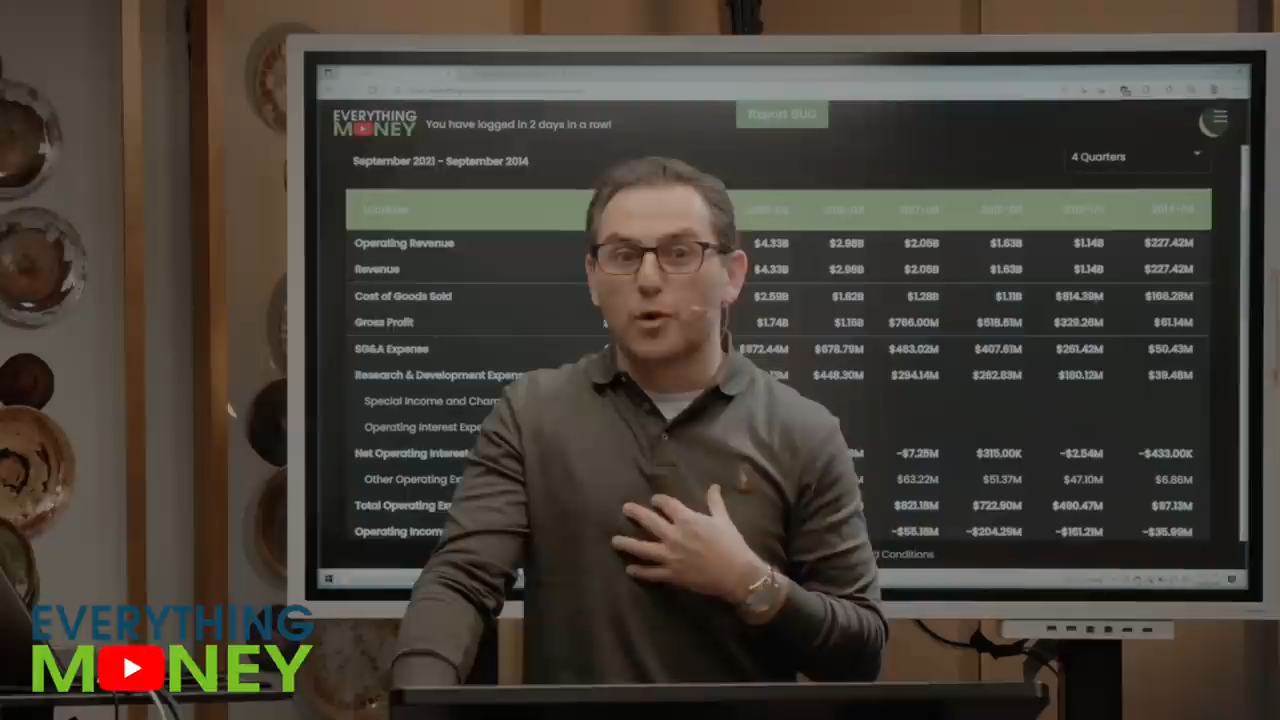 EVERYTHING
MONEY
You have logged in 2 days in a row!
Report BUG
September 2021 - September 2014
4 Quarters
Operating Revenue $4.33B $2.98B $2.05B $1.63B $1.14B $227.42M
Revenue $4.33B $2.98B $2.05B $1.63B $1.14B $227.42M
Cost of Goods Sold $2.59B $1.82B $1.28B $1.11B $814.39M $166.28M
Gross Profit $1.74B $1.16B $766.00M $518.61M $329.26M $61.14M
SG&A Expense $872.44M $678.79M $463.02M $407.61M $261.42M $50.43M
Research & Development $448.30M $294.14M $262.83M $180.12M $39.48M
Special Income and
Operating Interest
Net Operating Interest -$7.25M $315.00K -$2.54M -$433.00K
Other Operating $63.22M $51.37M $47.10M $6.86M
Total Operating $821.18M $722.90M $490.47M $97.13M
Operating -$55.18M -$204.29M -$161.21M -$35.99M
Conditions
EVERYTHING
MONEY